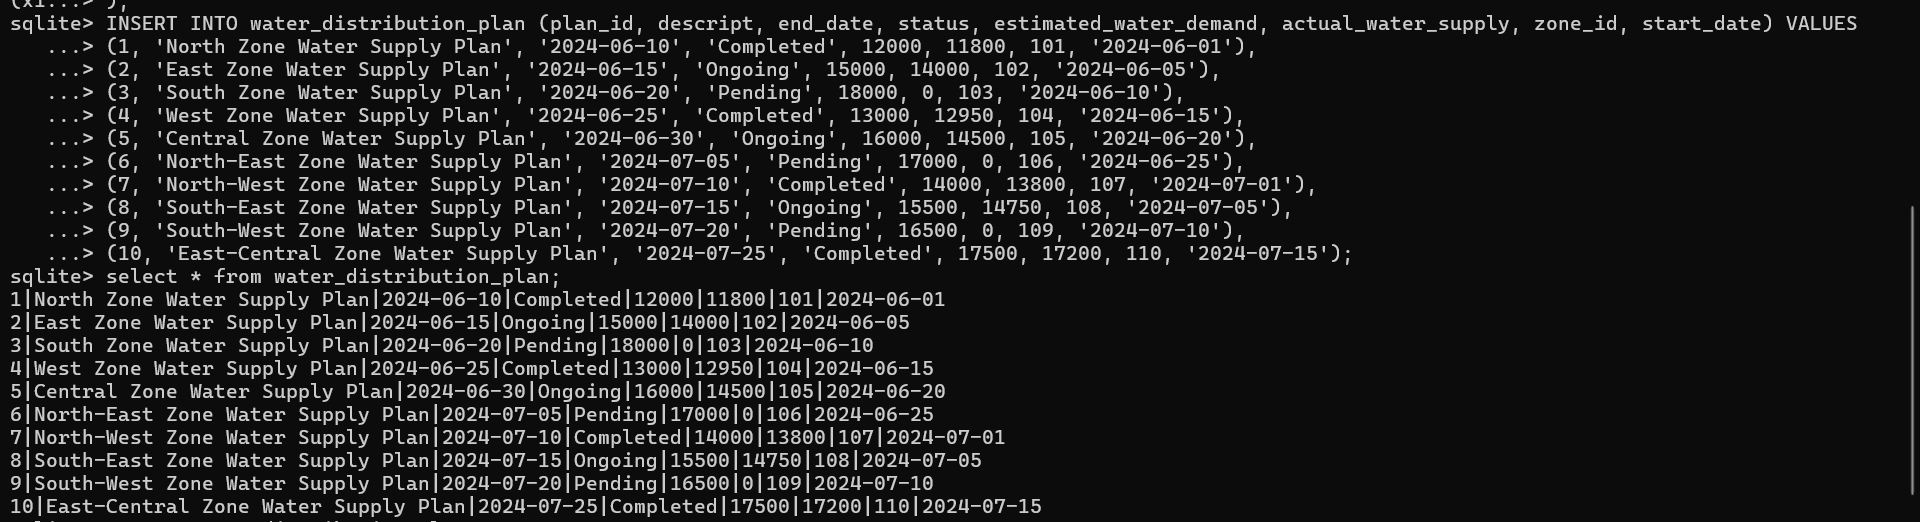 sqlite> INSERT INTO water_distribution_plan (plan_id, descript, end_date, status, estimated_water_demand, actual_water_supply, zone_id, start_date) VALUES
...> (1, 'North Zone Water Supply Plan', '2024-06-10', 'Completed', 12000, 11800, 101, '2024-06-01'),
...> (2, 'East Zone Water Supply Plan', '2024-06-15', 'Ongoing', 15000, 14000, 102, '2024-06-05'),
...> (3, 'South Zone Water Supply Plan', '2024-06-20', 'Pending', 18000, 0, 103, '2024-06-10'),
...> (4, 'West Zone Water Supply Plan', '2024-06-25', 'Completed', 13000, 12950, 104, '2024-06-15'),
...> (5, 'Central Zone Water Supply Plan', '2024-06-30', 'Ongoing', 16000, 14500, 105, '2024-06-20'),
...> (6, 'North-East Zone Water Supply Plan', '2024-07-05', 'Pending', 17000, 0, 106, '2024-06-25'),
...> (7, 'North-West Zone Water Supply Plan', '2024-07-10', 'Completed', 14000, 13800, 107, '2024-07-01'),
...> (8, 'South-East Zone Water Supply Plan', '2024-07-15', 'Ongoing', 15500, 14750, 108, '2024-07-05'),
...> (9, 'South-West Zone Water Supply Plan', '2024-07-20', 'Pending', 16500, 0, 109, '2024-07-10'),
...> (10, 'East-Central Zone Water Supply Plan', '2024-07-25', 'Completed', 17500, 17200, 110, '2024-07-15');
sqlite> select * from water_distribution_plan;
1|North Zone Water Supply Plan|2024-06-10|Completed|12000|11800|101|2024-06-01
2|East Zone Water Supply Plan|2024-06-15|Ongoing|15000|14000|102|2024-06-05
3|South Zone Water Supply Plan|2024-06-20|Pending|18000|0|103|2024-06-10
4|West Zone Water Supply Plan|2024-06-25|Completed|13000|12950|104|2024-06-15
5|Central Zone Water Supply Plan|2024-06-30|Ongoing|16000|14500|105|2024-06-20
6|North-East Zone Water Supply Plan|2024-07-05|Pending|17000|0|106|2024-06-25
7|North-West Zone Water Supply Plan|2024-07-10|Completed|14000|13800|107|2024-07-01
8|South-East Zone Water Supply Plan|2024-07-15|Ongoing|15500|14750|108|2024-07-05
9|South-West Zone Water Supply Plan|2024-07-20|Pending|16500|0|109|2024-07-10
10|East-Central Zone Water Supply Plan|2024-07-25|Completed|17500|17200|110|2024-07-15